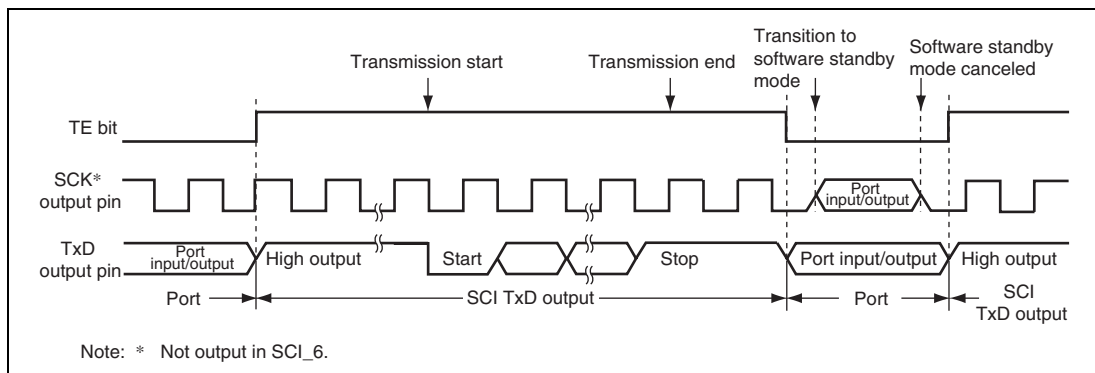 Transmission start
Transmission end
Transition to
software standby
mode
Software standby
mode canceled
TE bit
SCK*
output pin
Port
input/output
TxD
output pin
Port
input/output
High output
Start
Stop
Port input/output
High output
Port
SCI TxD output
Port
SCI
TxD output
Note: * Not output in SCI_6.